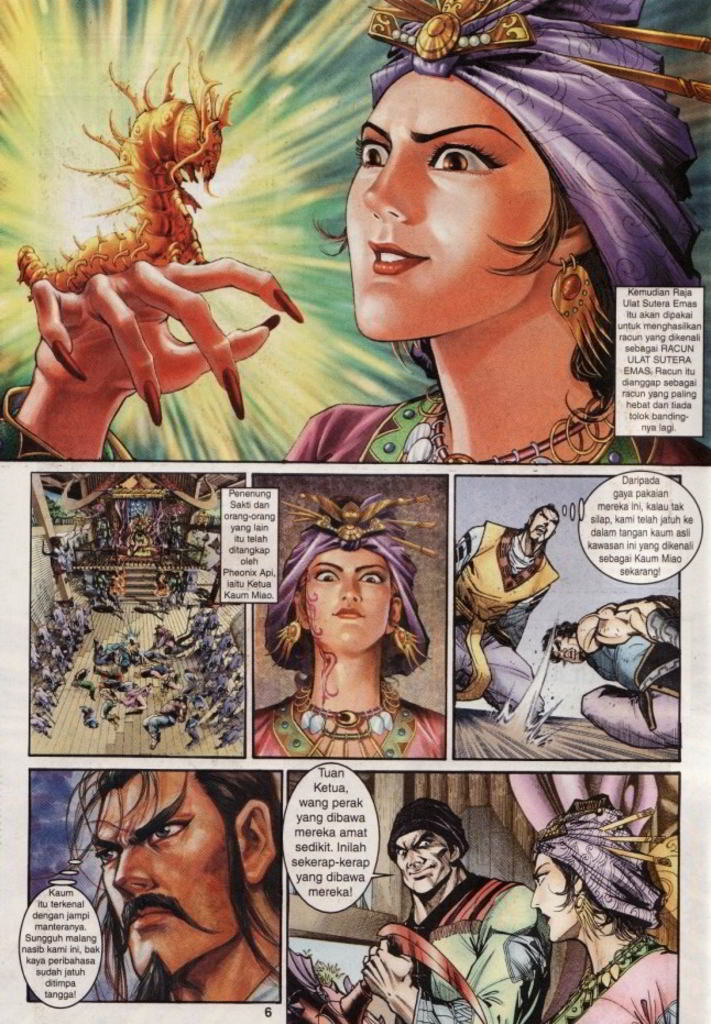 Kemudian Raja
Ulat Sutera Emas
itu akan dipakai
untuk menghasilkan
racun yang dikenali
sebagai RACUN
ULAT SUTERA
EMAS. Racun itu
dianggap sebagai
racun yang paling
hebat dan tiada
tolok banding-
nya lagi.
Penenung
Sakti dan
orang-orang
yang lain
itu telah
ditangkap
oleh
Pheonix Api,
iaitu Ketua
Kaum Miao.
Daripada
gaya pakaian
mereka ini, kalau tak
silap, kami telah jatuh ke
dalam tangan kaum asli
kawasan ini yang dikenali
sebagai Kaum Miao
sekarang!
Kaum
itu terkenal
dengan jampi
manteranya.
Sungguh malang
nasib kami ini, bak
kaya peribahasa
sudah jatuh
ditimpa
tangga!
Tuan
Ketua,
wang perak
yang dibawa
mereka amat
sedikit. Inilah
sekerap-kerap
yang dibawa
mereka!
6